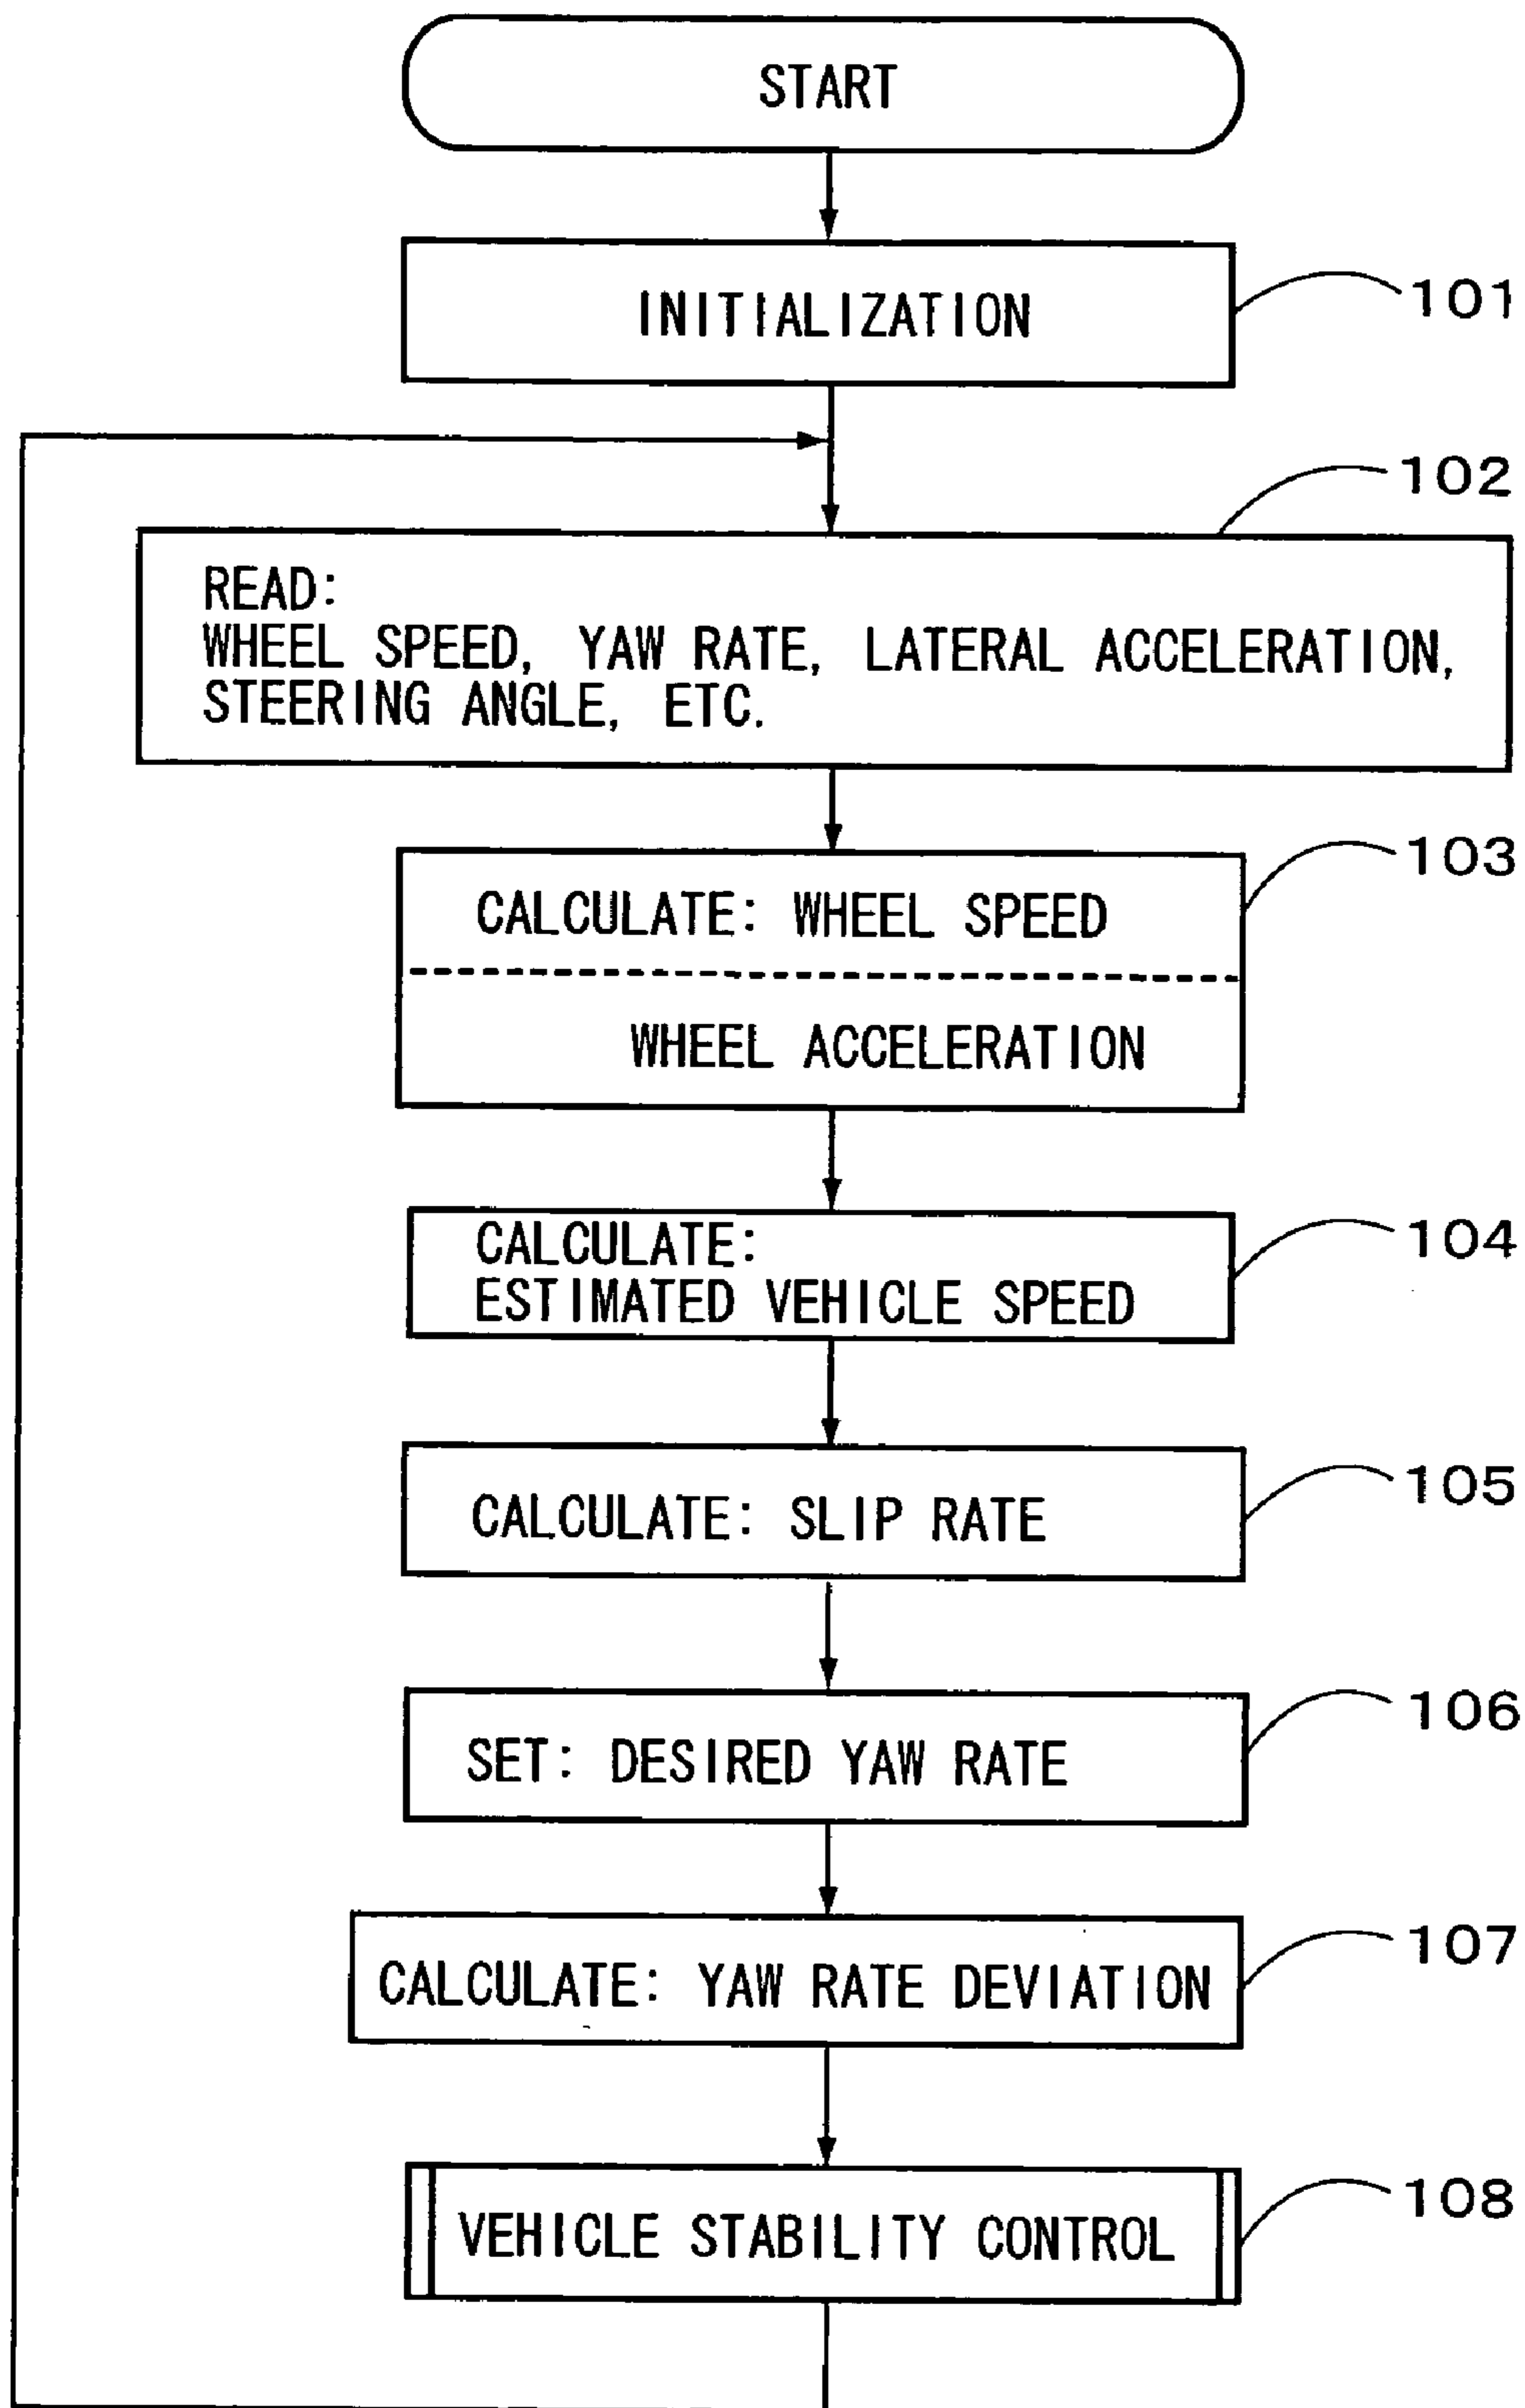 START
INITIALIZATION
101
102
READ:
WHEEL SPEED, YAW RATE, LATERAL ACCELERATION,
STEERING ANGLE, ETC.
103
CALCULATE: WHEEL SPEED
WHEEL ACCELERATION
104
CALCULATE:
ESTIMATED VEHICLE SPEED
105
CALCULATE: SLIP RATE
106
SET: DESIRED YAW RATE
107
CALCULATE: YAW RATE DEVIATION
108
VEHICLE STABILITY CONTROL